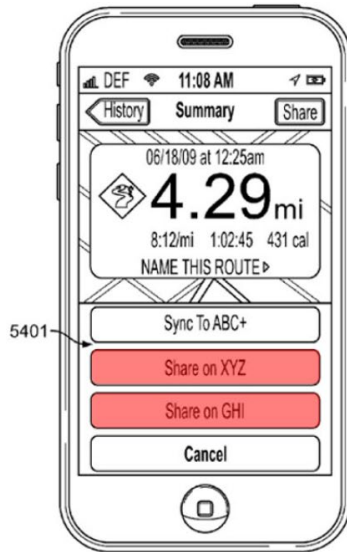 DEF 11:08 AM
History Summary Share
06/18/09 at 12:25am
4.29mi
8:12/mi 1:02:45 431 cal
NAME THIS ROUTE
Sync To ABC+
5401
Share on XYZ
Share on GHI
Cancel